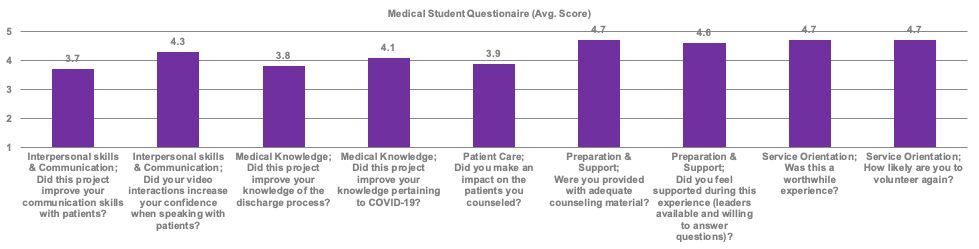 Medical Student Questionaire (Avg. Score)
5
4
3
2
1
3.7
4.3
3.8
4.1
3.9
4.7
4.6
4.7
4.7
Interpersonal skills
& Communication;
Did this project
improve your
communication skills
with patients?
Interpersonal skills
& Communication;
Did your video
interactions increase
your confidence
when speaking with
patients?
Medical Knowledge;
Did this project
improve your
knowledge of the
discharge process?
Medical Knowledge;
Did this project
improve your
knowledge pertaining
to COVID-19?
Patient Care;
Did you make an
impact on the
patients you
counseled?
Preparation &
Support;
Were you provided
with adequate
counseling material?
Preparation &
Support;
Did you feel
supported during this
experience (leaders
available and willing
to answer
questions)?
Service Orientation;
Was this a
worthwhile
experience?
Service Orientation;
How likely are you to
volunteer again?